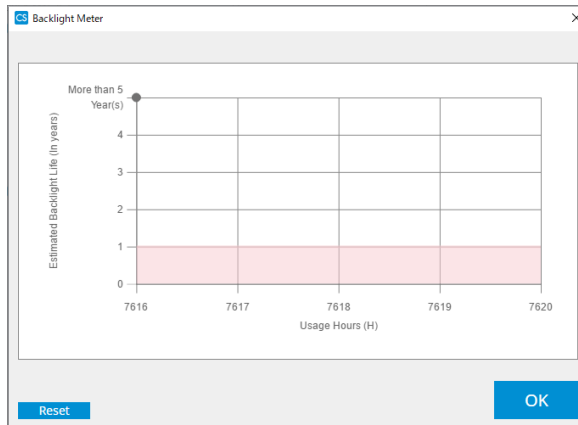 CS Backlight Meter
More than 5
Year(s)
4
3
2
1
0
Estimated Backlight Life (In years)
7616 7617 7618 7619 7620
Usage Hours (H)
Reset
OK